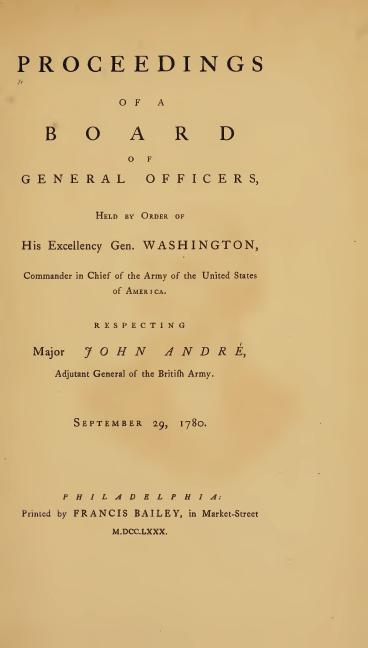 PROCEEDINGS
OF A
BOARD
OF
GENERAL OFFICERS,
HELD BY ORDER OF
His Excellency Gen. WASHINGTON,
Commander in Chief of the Army of the United States
of AMERICA.
RESPECTING
Major JOHN ANDRÉ,
Adjutant General of the Britiſh Army.
SEPTEMBER 29, 1780.
PHILADELPHIA:
Printed by FRANCIS BAILEY, in Market-Street
M.DCC.LXXX.